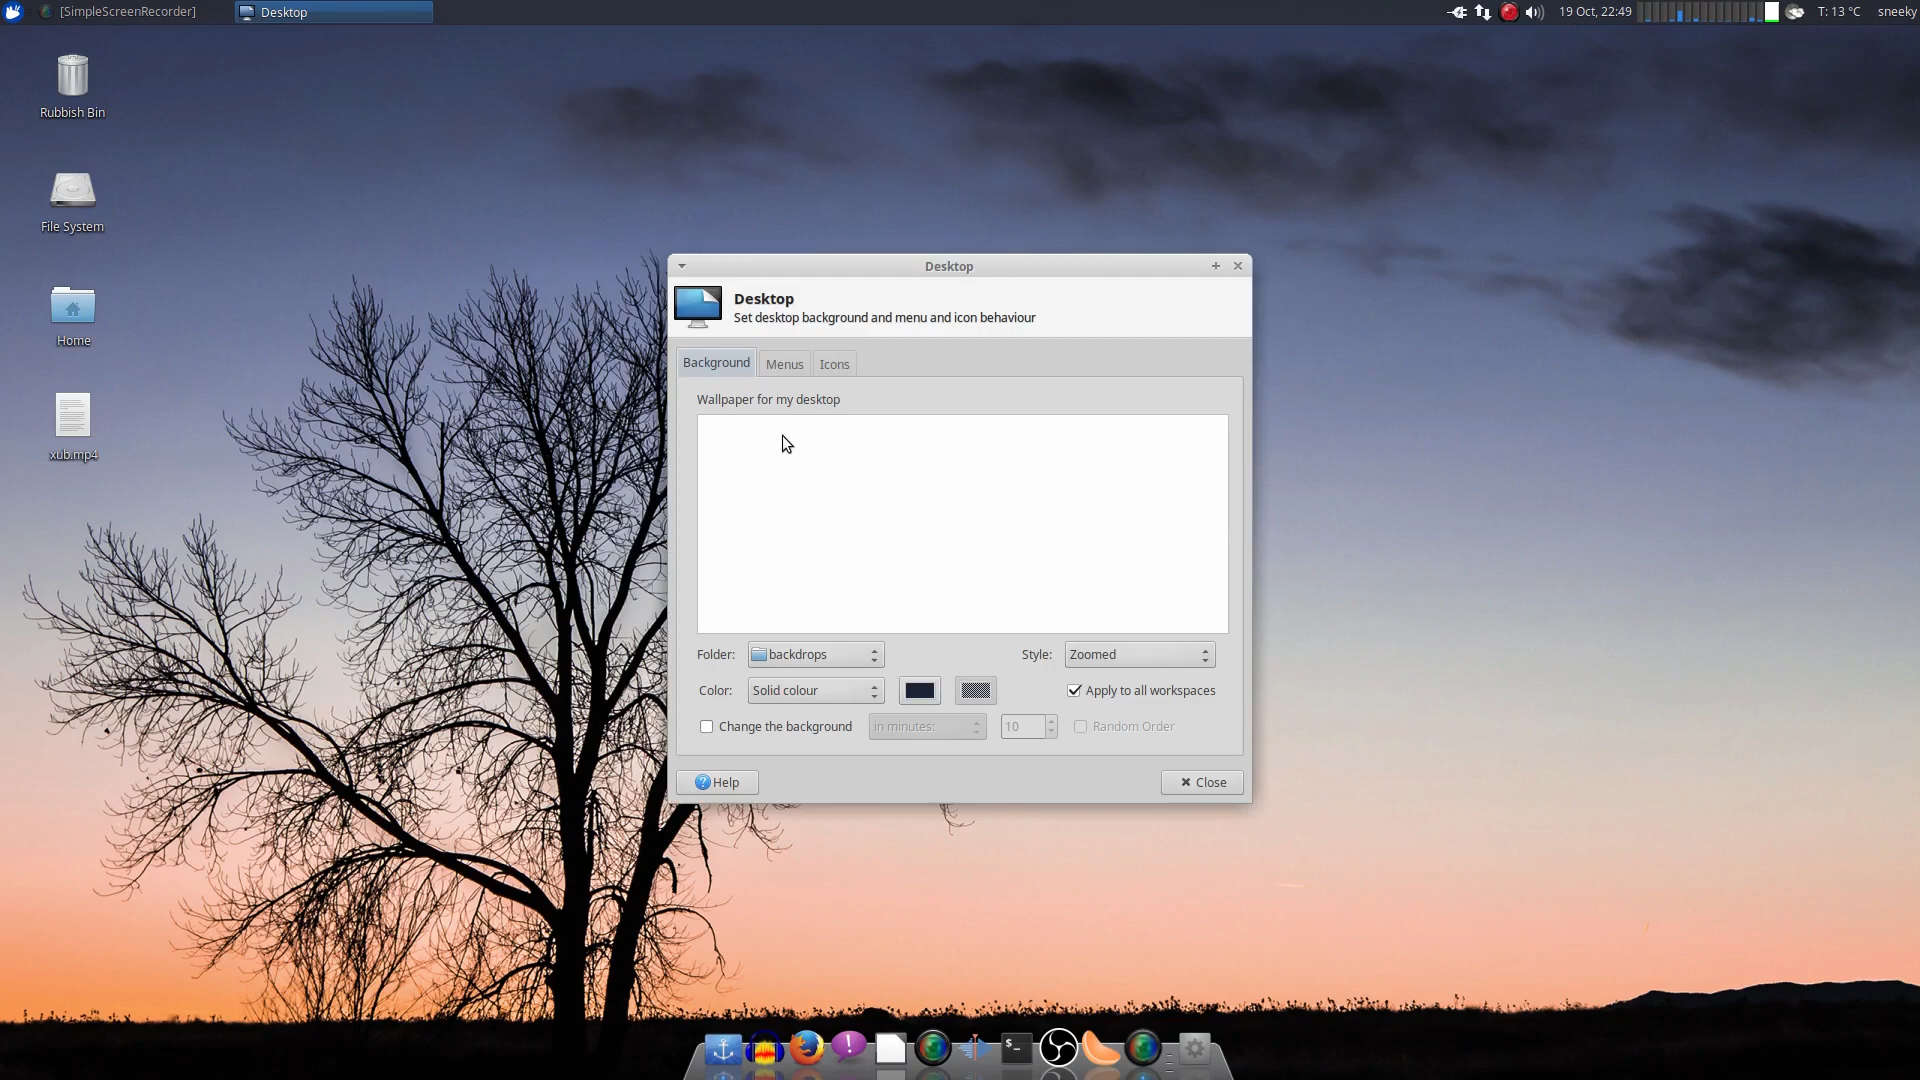 [SimpleScreenRecorder]
Desktop
19 Oct, 22:49
T: 13 °C
sneeky
Rubbish Bin
File System
Home
xub.mp4
Desktop
Desktop
Set desktop background and menu and icon behaviour
Background
Menus
Icons
Wallpaper for my desktop
Folder:
backdrops
Style:
Zoomed
Color:
Solid colour
Apply to all workspaces
Change the background
in minutes:
10
Random Order
Help
Close